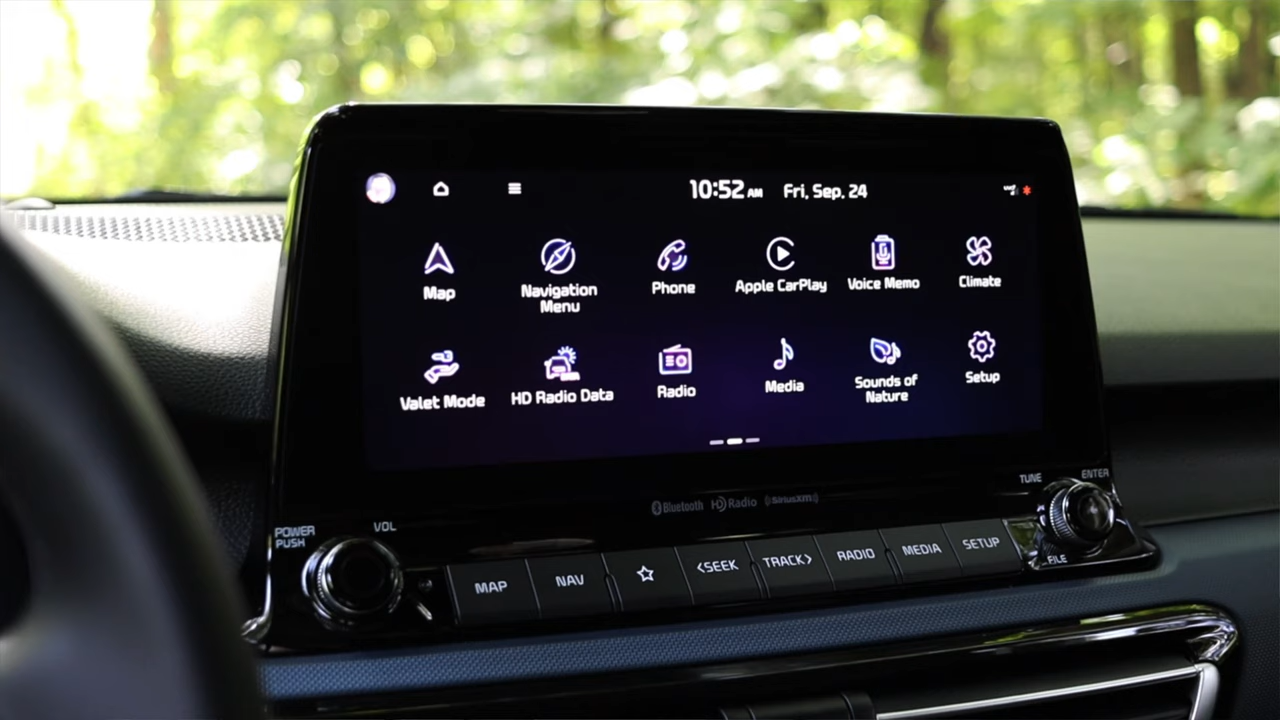 10:52 AM Fri, Sep. 24
Map
Navigation
Menu
Phone
Apple CarPlay
Voice Memo
Climate
Valet Mode
HD Radio Data
Radio
Media
Sounds of
Nature
Setup
Bluetooth HD Radio ((SiriusXM))
POWER
PUSH
VOL
TUNE
ENTER
FILE
MAP
NAV
<SEEK
TRACK>
RADIO
MEDIA
SETUP